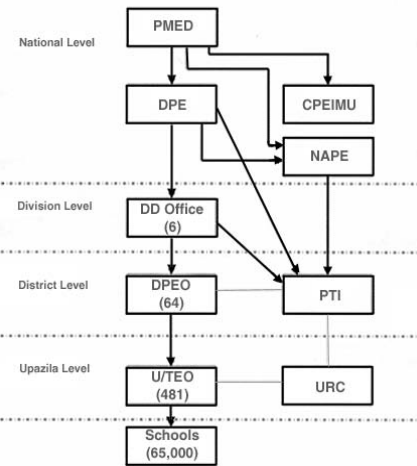 PMED
National Level
DPE
CPEIMU
NAPE
Division Level
DD Office
(6)
District Level
DPEO
(64)
PTI
Upazila Level
U/TEO
(481)
URC
Schools
(65,000)